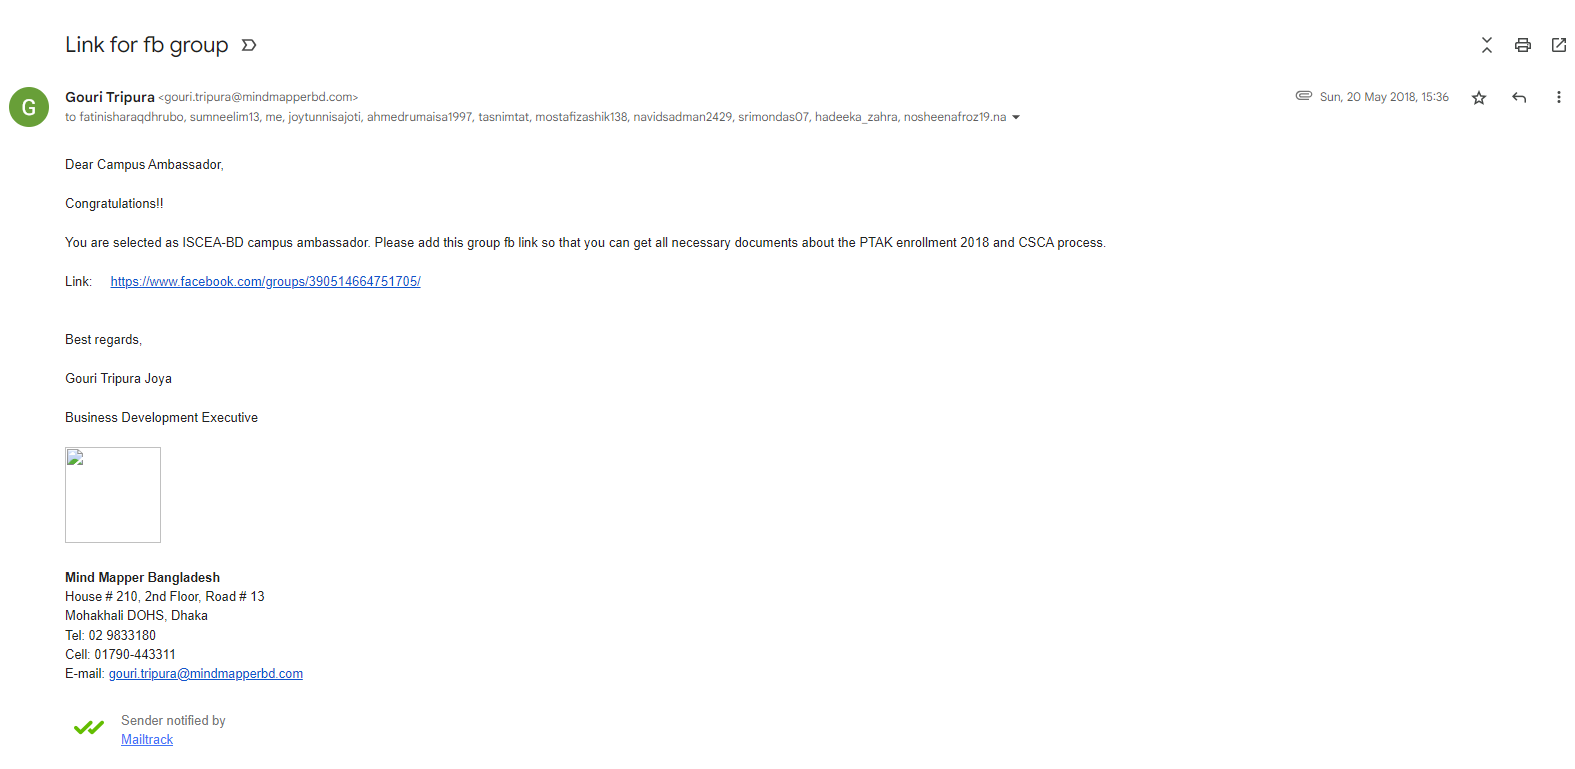 Link for fb group
G
Gouri Tripura <gouri.tripura@mindmapperbd.com>
Sun, 20 May 2018, 15:36
to fatinisharaqdhrubo, sumneelim13, me, joytunnisajoti, ahmedrumaisa1997, tasnimtat, mostafizashik138, navidsadman2429, srimondas07, hadeeka_zahra, nosheenafroz19.na
Dear Campus Ambassador,
Congratulations!!
You are selected as ISCEA-BD campus ambassador. Please add this group fb link so that you can get all necessary documents about the PTAK enrollment 2018 and CSCA process.
Link: https://www.facebook.com/groups/390514664751705/
Best regards,
Gouri Tripura Joya
Business Development Executive
Mind Mapper Bangladesh
House # 210, 2nd Floor, Road # 13
Mohakhali DOHS, Dhaka
Tel: 02 9833180
Cell: 01790-443311
E-mail: gouri.tripura@mindmapperbd.com
Sender notified by
Mailtrack